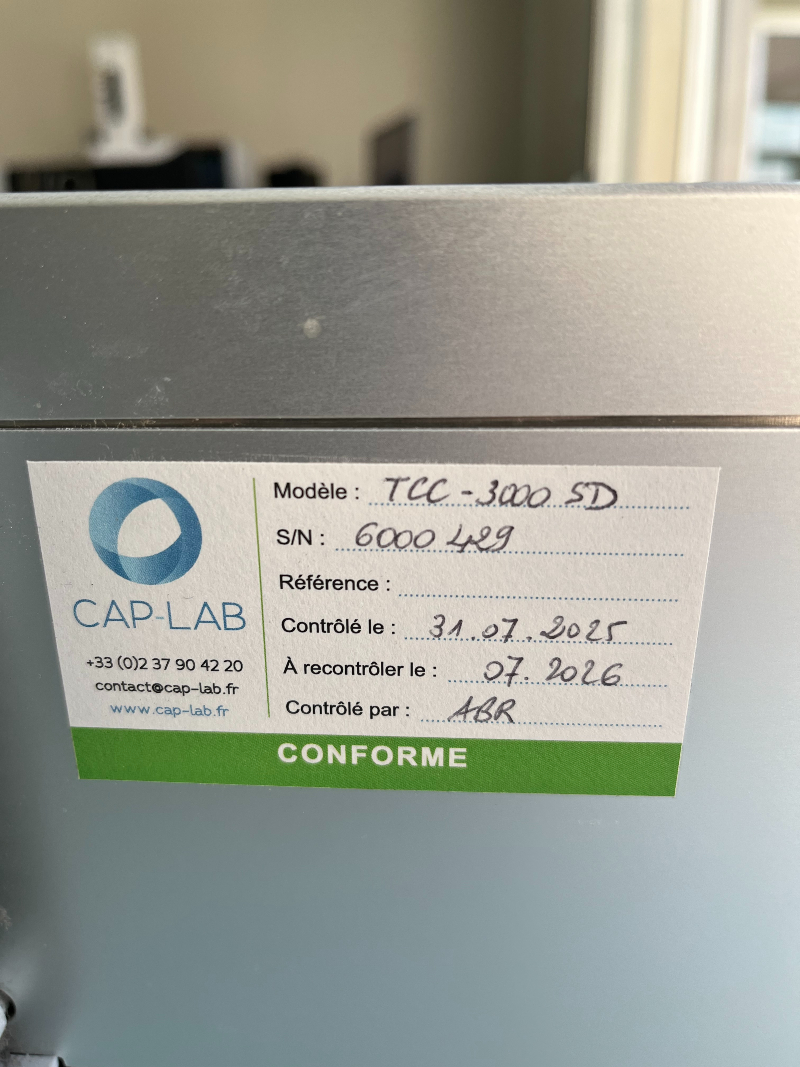 CAP-LAB
+33 (0)2 37 90 42 20
contact@cap-lab.fr
www.cap-lab.fr
Modèle : TCC - 3000 SD
S/N : 6000 429
Référence :
Contrôlé le : 31.07.2025
À recontrôler le : 07.2026
Contrôlé par : ABR
CONFORME